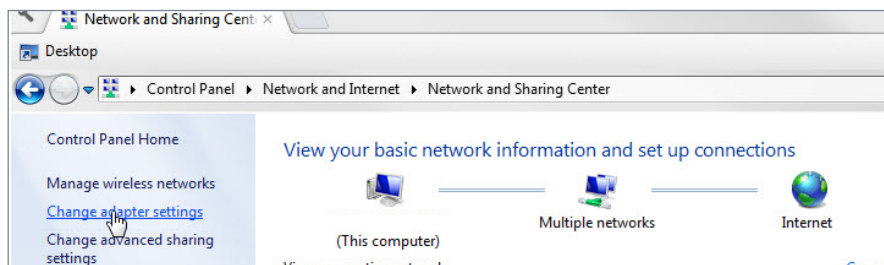 Network and Sharing Cent
Desktop
Control Panel Network and Internet Network and Sharing Center
Control Panel Home
View your basic network information and set up connections
Manage wireless networks
Change adapter settings
Multiple networks Internet
Change advanced sharing
settings
(This computer)